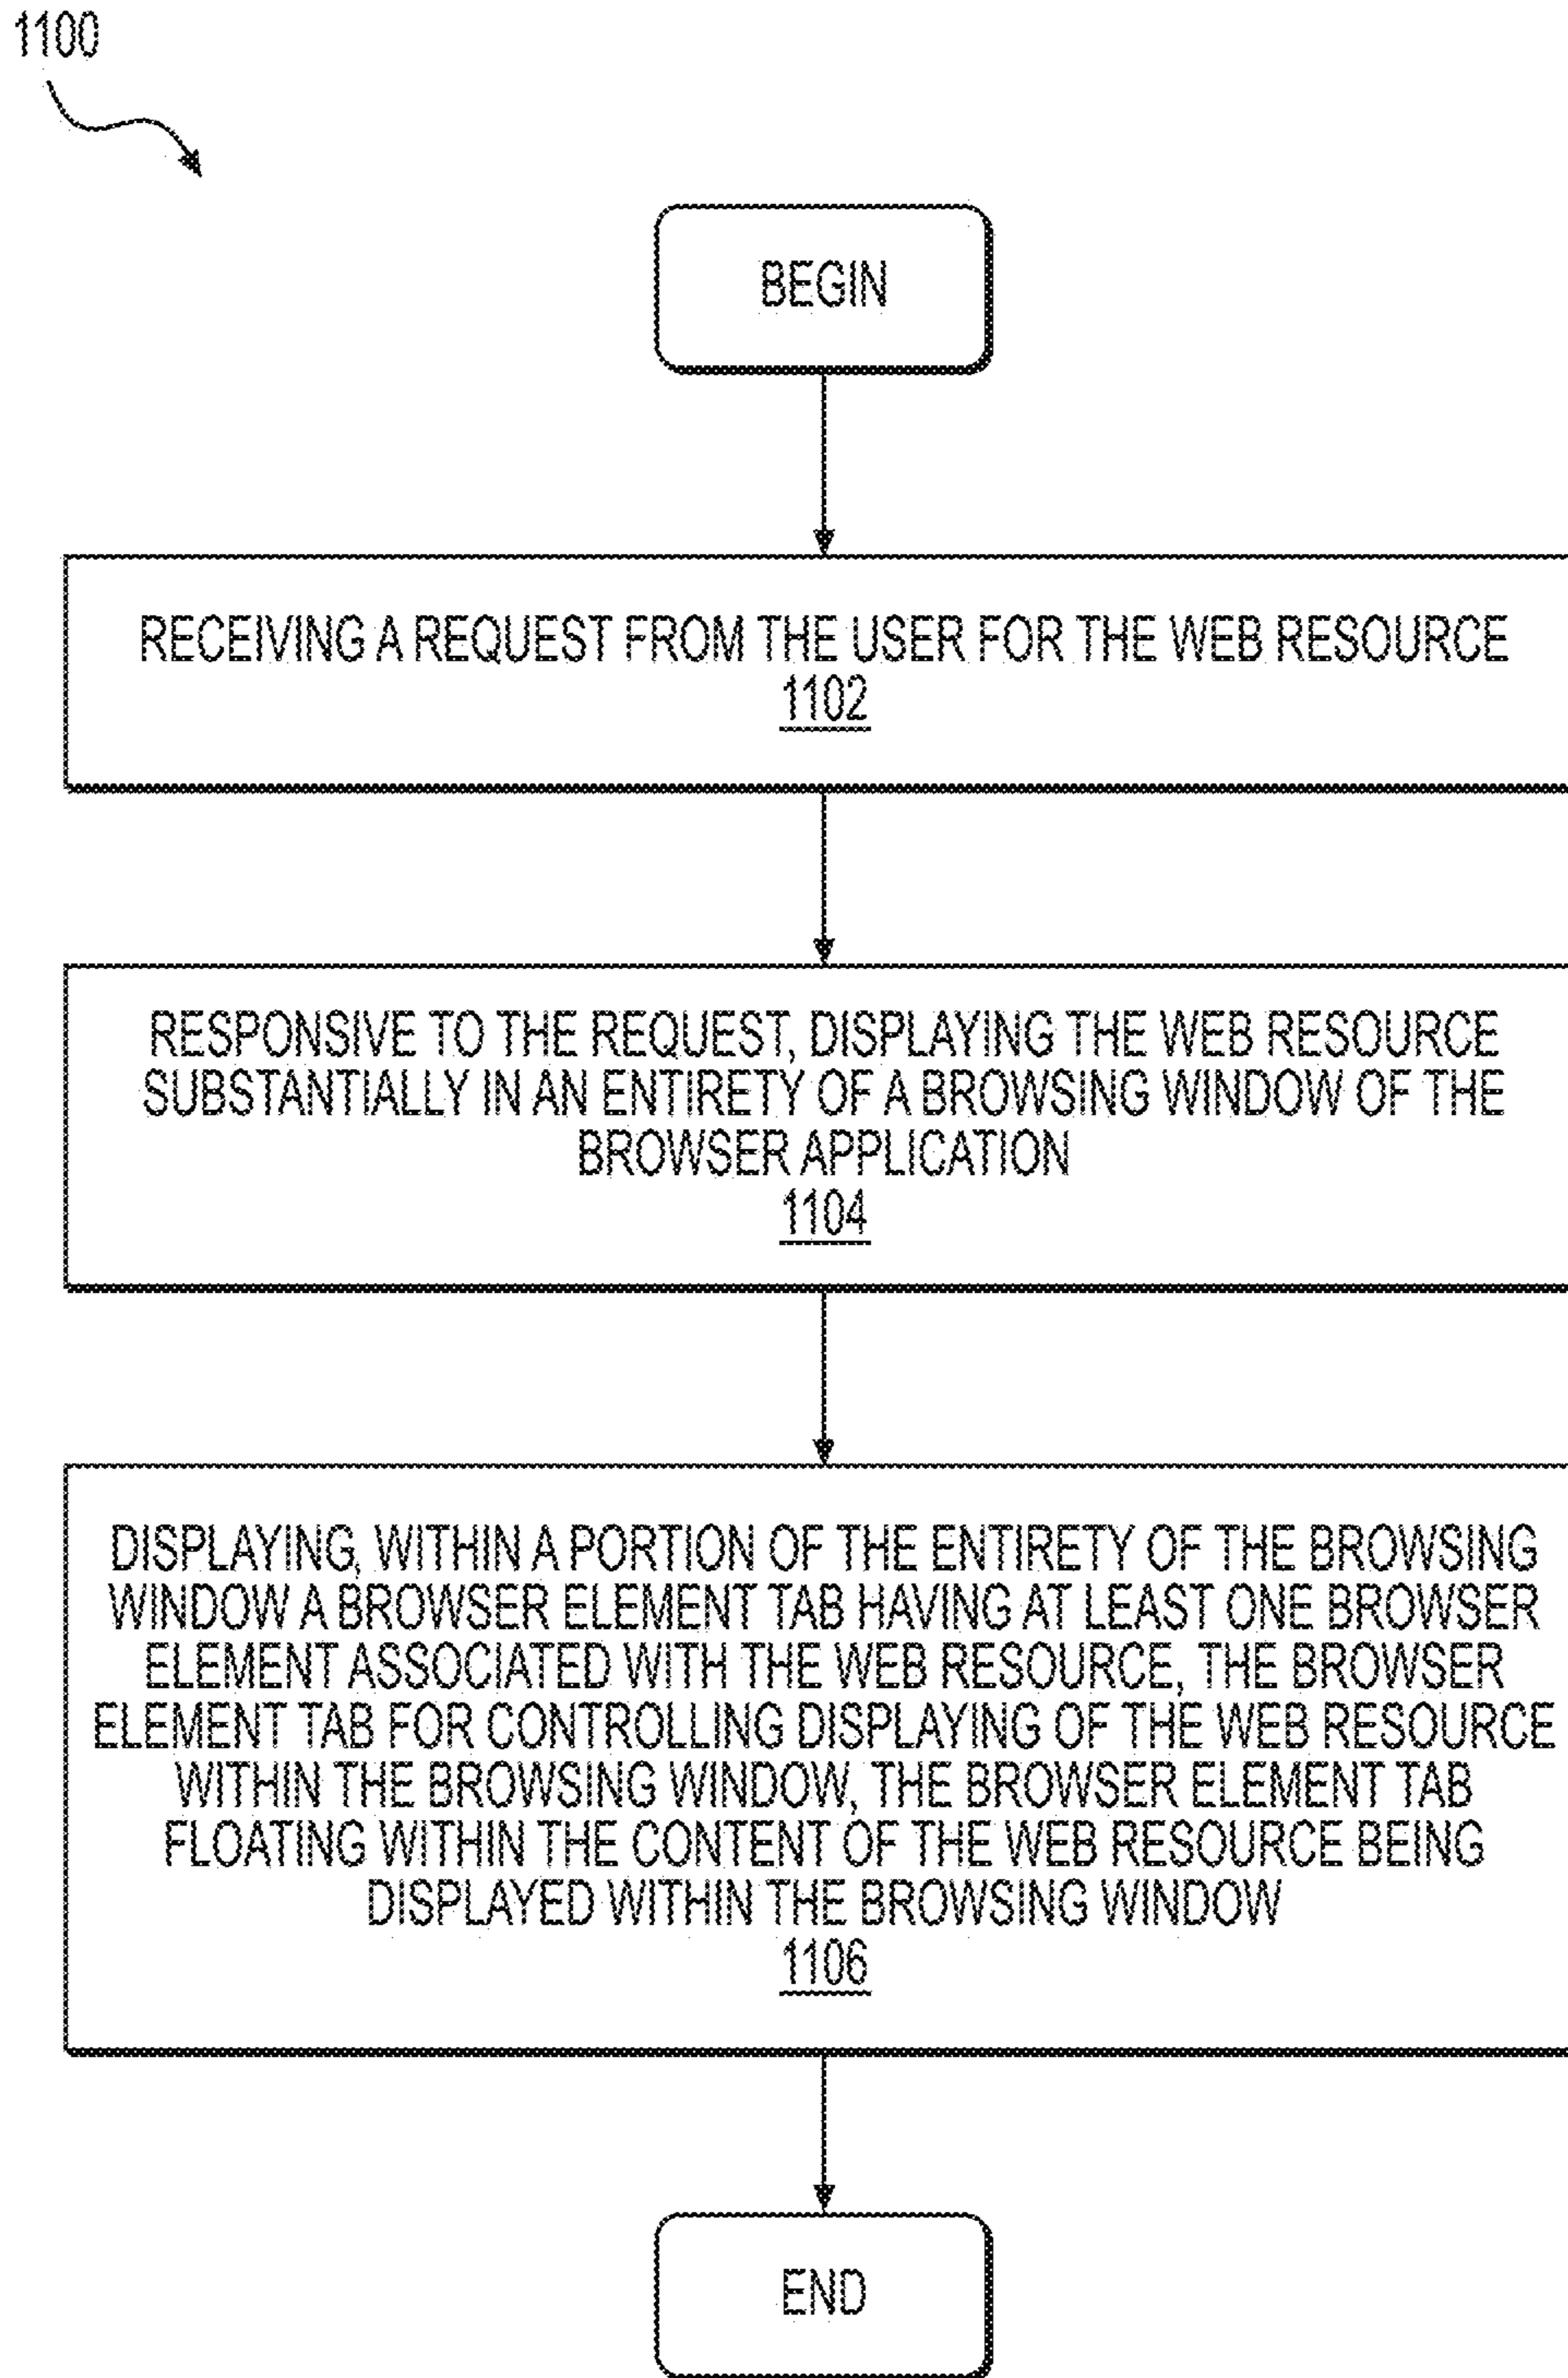 1100
BEGIN
RECEIVING A REQUEST FROM THE USER FOR THE WEB RESOURCE
1102
RESPONSIVE TO THE REQUEST, DISPLAYING THE WEB RESOURCE
SUBSTANTIALLY IN AN ENTIRETY OF A BROWSING WINDOW OF THE
BROWSER APPLICATION
1104
DISPLAYING, WITHIN A PORTION OF THE ENTIRETY OF THE BROWSING
WINDOW A BROWSER ELEMENT TAB HAVING AT LEAST ONE BROWSER
ELEMENT ASSOCIATED WITH THE WEB RESOURCE, THE BROWSER
ELEMENT TAB FOR CONTROLLING DISPLAYING OF THE WEB RESOURCE
WITHIN THE BROWSING WINDOW, THE BROWSER ELEMENT TAB
FLOATING WITHIN THE CONTENT OF THE WEB RESOURCE BEING
DISPLAYED WITHIN THE BROWSING WINDOW
1106
END